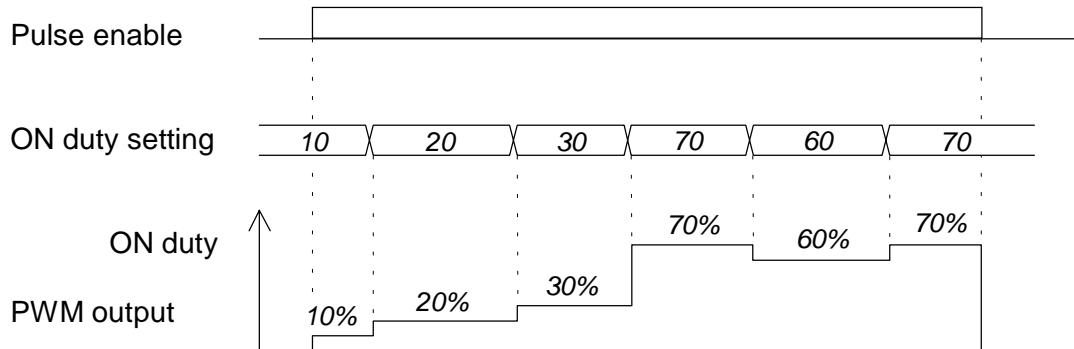 Pulse enable
ON duty setting
10 20 30 70 60 70
ON duty
70% 60% 70%
PWM output
10% 20% 30%